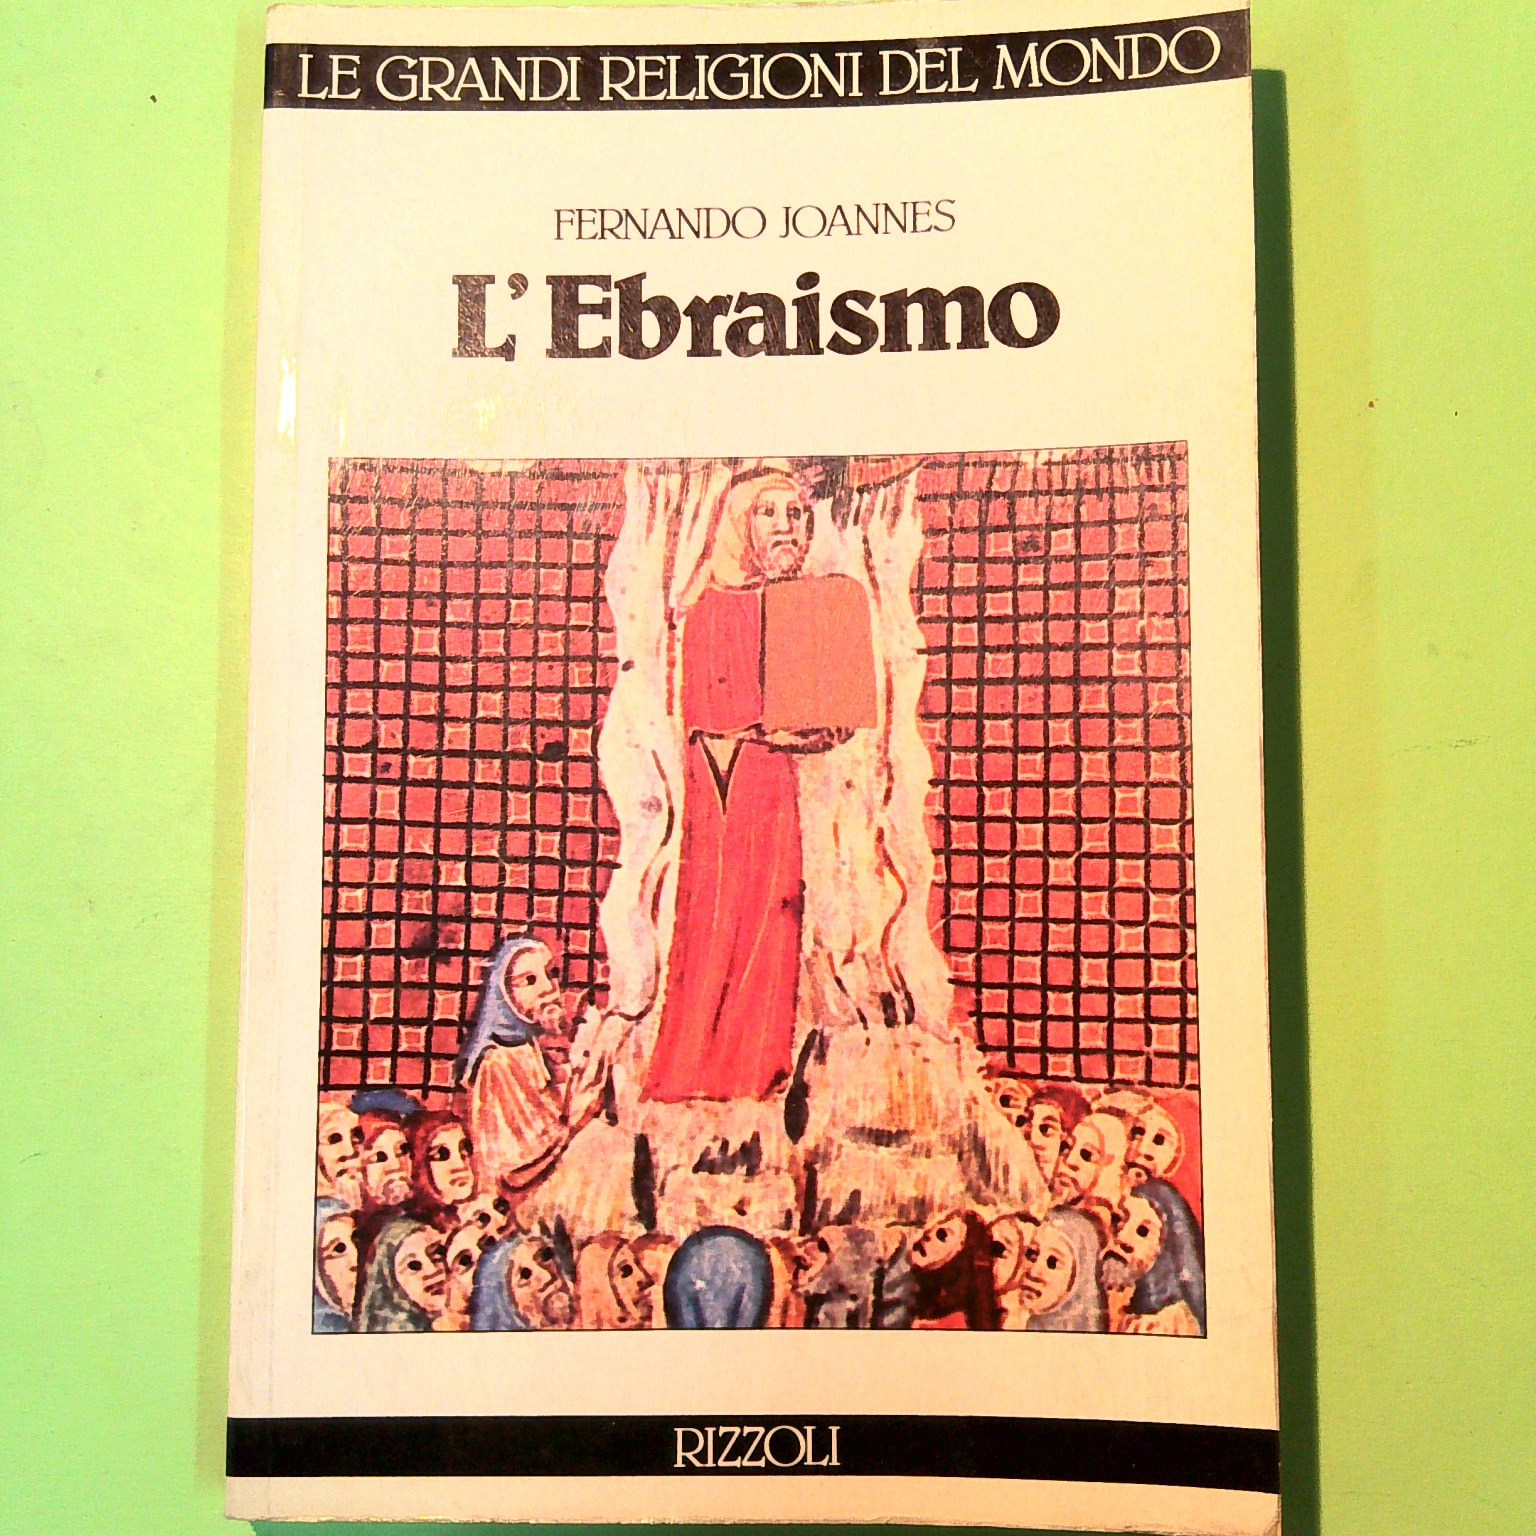 LE GRANDI RELIGIONI DEL MONDO
FERNANDO JOANNES
L'Ebraismo
RIZZOLI